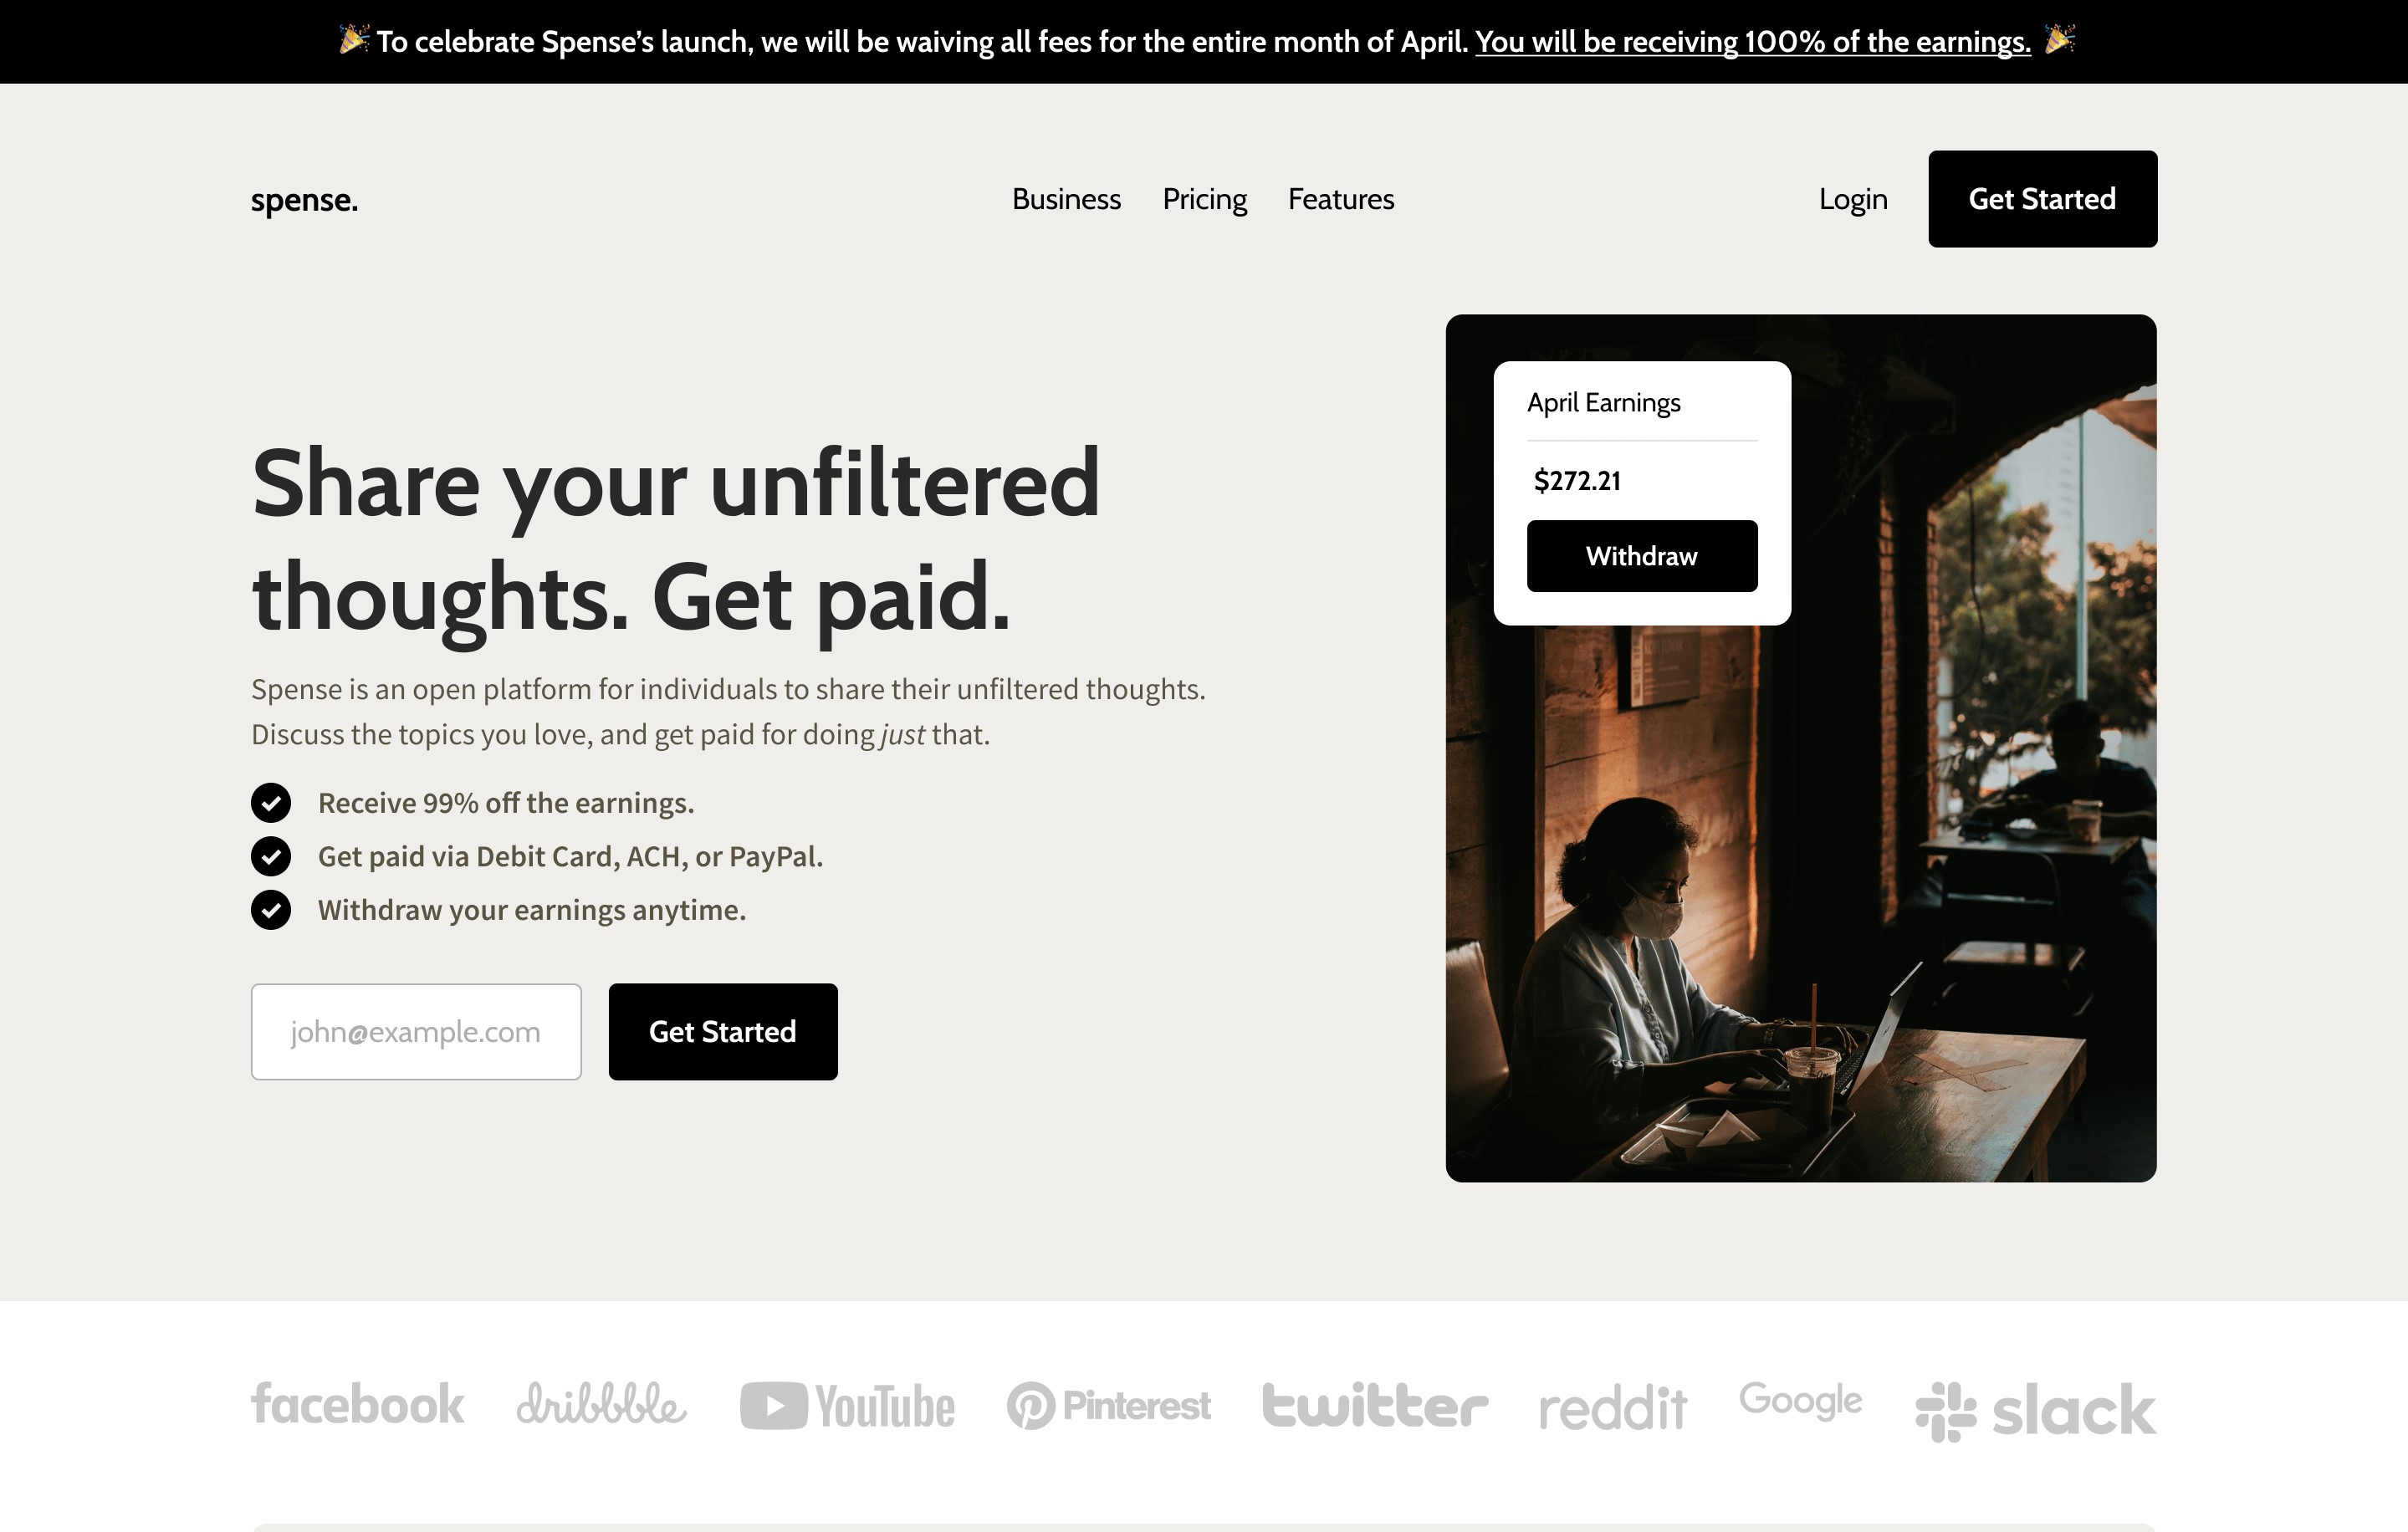 🎉 To celebrate Spense’s launch, we will be waiving all fees for the entire month of April. You will be receiving 100% of the earnings. 🎉
spense.
Business Pricing Features
Login
Get Started
Share your unfiltered
thoughts. Get paid.
Spense is an open platform for individuals to share their unfiltered thoughts.
Discuss the topics you love, and get paid for doing just that.
Receive 99% off the earnings.
Get paid via Debit Card, ACH, or PayPal.
Withdraw your earnings anytime.
john@example.com
Get Started
April Earnings
$272.21
Withdraw
facebook dribbble YouTube Pinterest twitter reddit Google slack